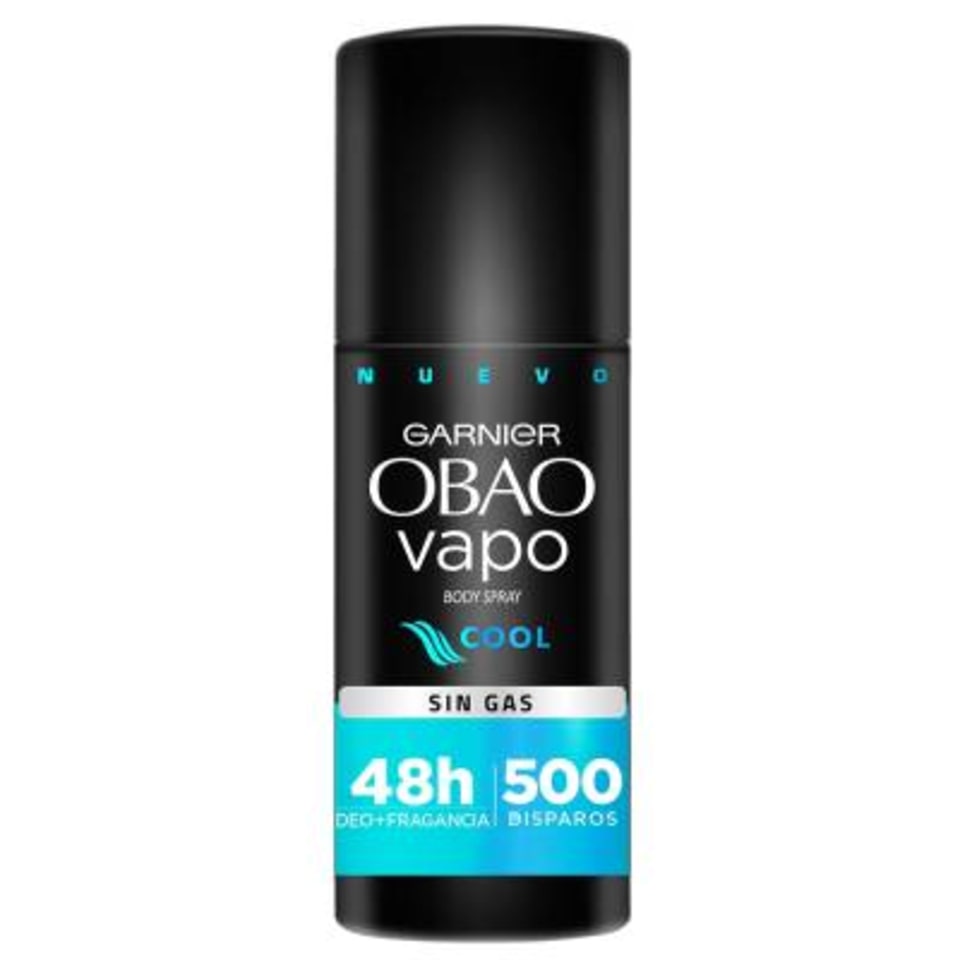 NUEVO
GARNIER
OBAO
vapo
BODY SPRAY
COOL
SIN GAS
48h
DEO+FRAGANCIA
500
DISPAROS